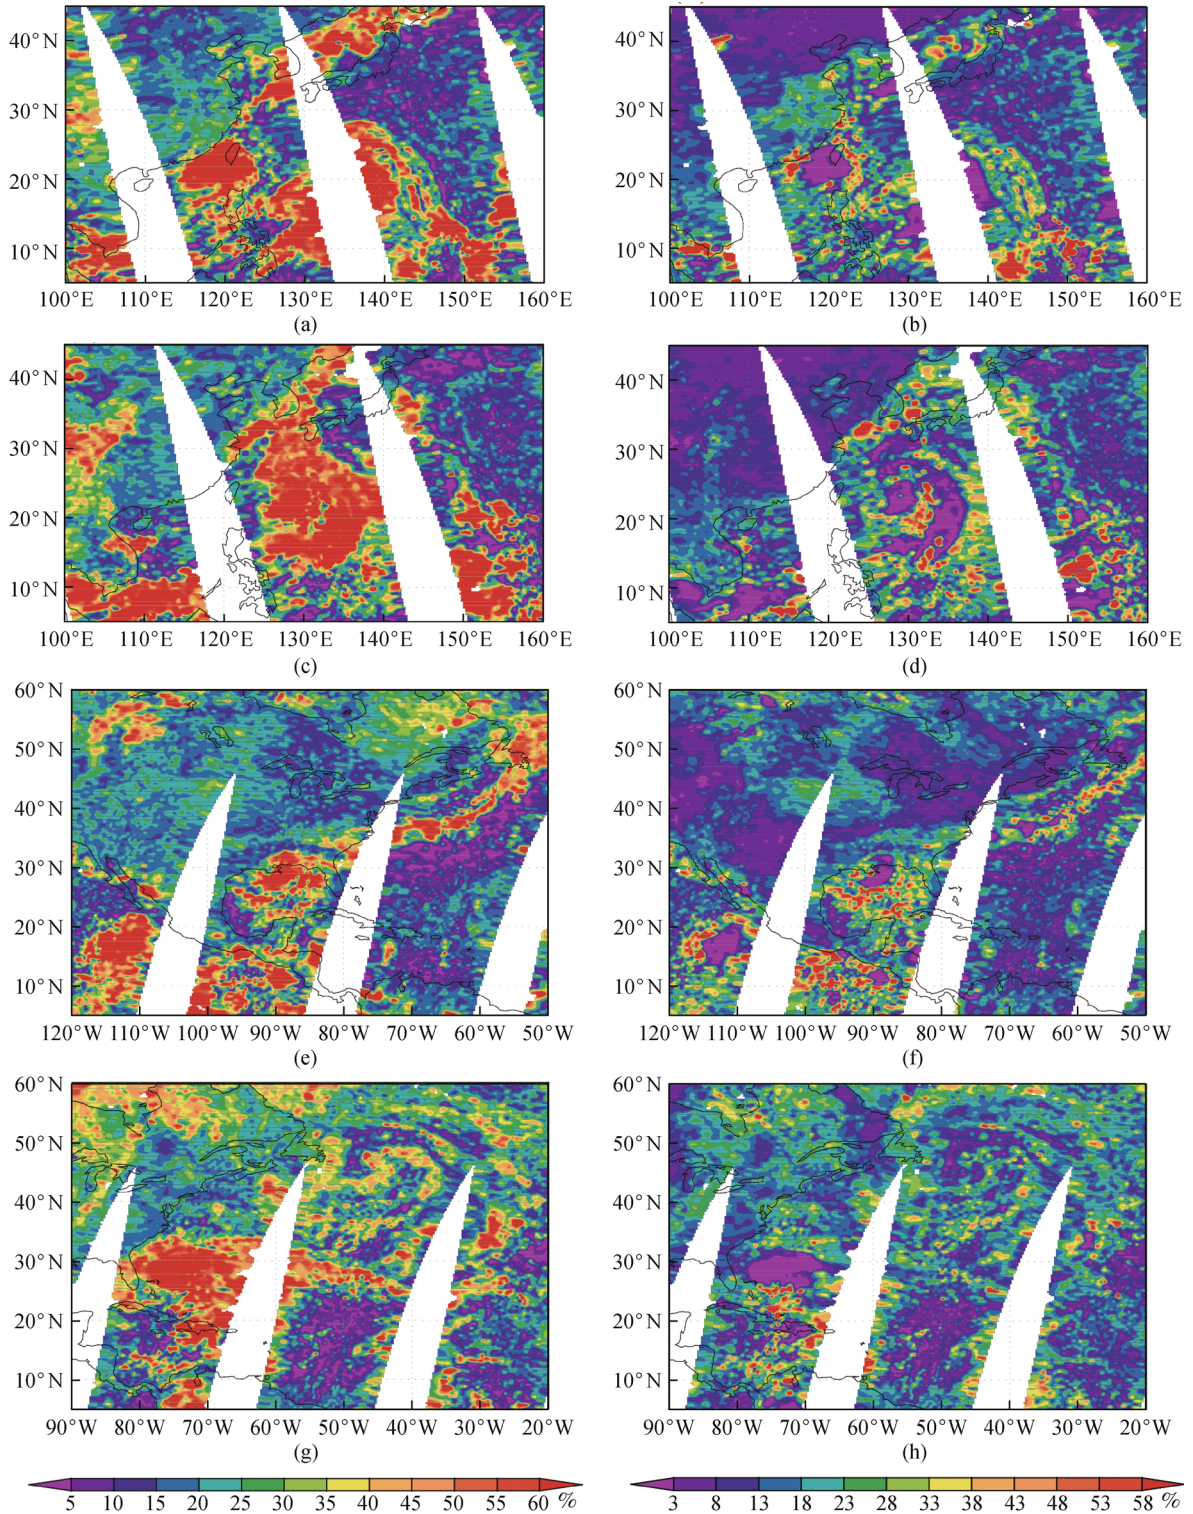 40°N 40°N
30°N 30°N
20°N 20°N
10°N 10°N
100°E 110°E 120°E 130°E 140°E 150°E 160°E 100°E 110°E 120°E 130°E 140°E 150°E 160°E
(a) (b)
40°N 40°N
30°N 30°N
20°N 20°N
10°N 10°N
100°E 110°E 120°E 130°E 140°E 150°E 160°E 100°E 110°E 120°E 130°E 140°E 150°E 160°E
(c) (d)
60°N 60°N
50°N 50°N
40°N 40°N
30°N 30°N
20°N 20°N
10°N 10°N
120°W 110°W 100°W 90°W 80°W 70°W 60°W 50°W 120°W 110°W 100°W 90°W 80°W 70°W 60°W 50°W
(e) (f)
60°N 60°N
50°N 50°N
40°N 40°N
30°N 30°N
20°N 20°N
10°N 10°N
90°W 80°W 70°W 60°W 50°W 40°W 30°W 20°W 90°W 80°W 70°W 60°W 50°W 40°W 30°W 20°W
(g) (h)
5 10 15 20 25 30 35 40 45 50 55 60 % 3 8 13 18 23 28 33 38 43 48 53 58 %